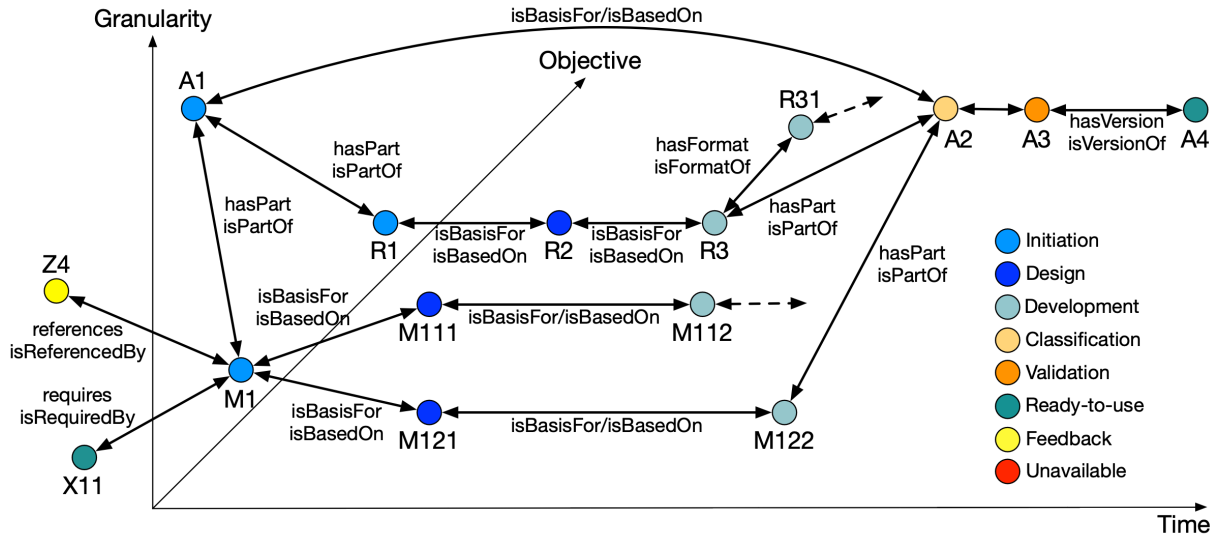 Granularity
isBasisFor/isBasedOn
Objective
A1
R31
hasFormat
isFormatOf
A2
A3
hasVersion
isVersionOf
A4
hasPart
isPartOf
hasPart
isPartOf
R1
isBasisFor
isBasedOn
R2
isBasisFor
isBasedOn
R3
hasPart
isPartOf
hasPart
isPartOf
Z4
references
isReferencedBy
isBasisFor
isBasedOn
M111
isBasisFor/isBasedOn
M112
M1
requires
isRequiredBy
X11
isBasisFor
isBasedOn
M121
isBasisFor/isBasedOn
M122
Initiation
Design
Development
Classification
Validation
Ready-to-use
Feedback
Unavailable
Time